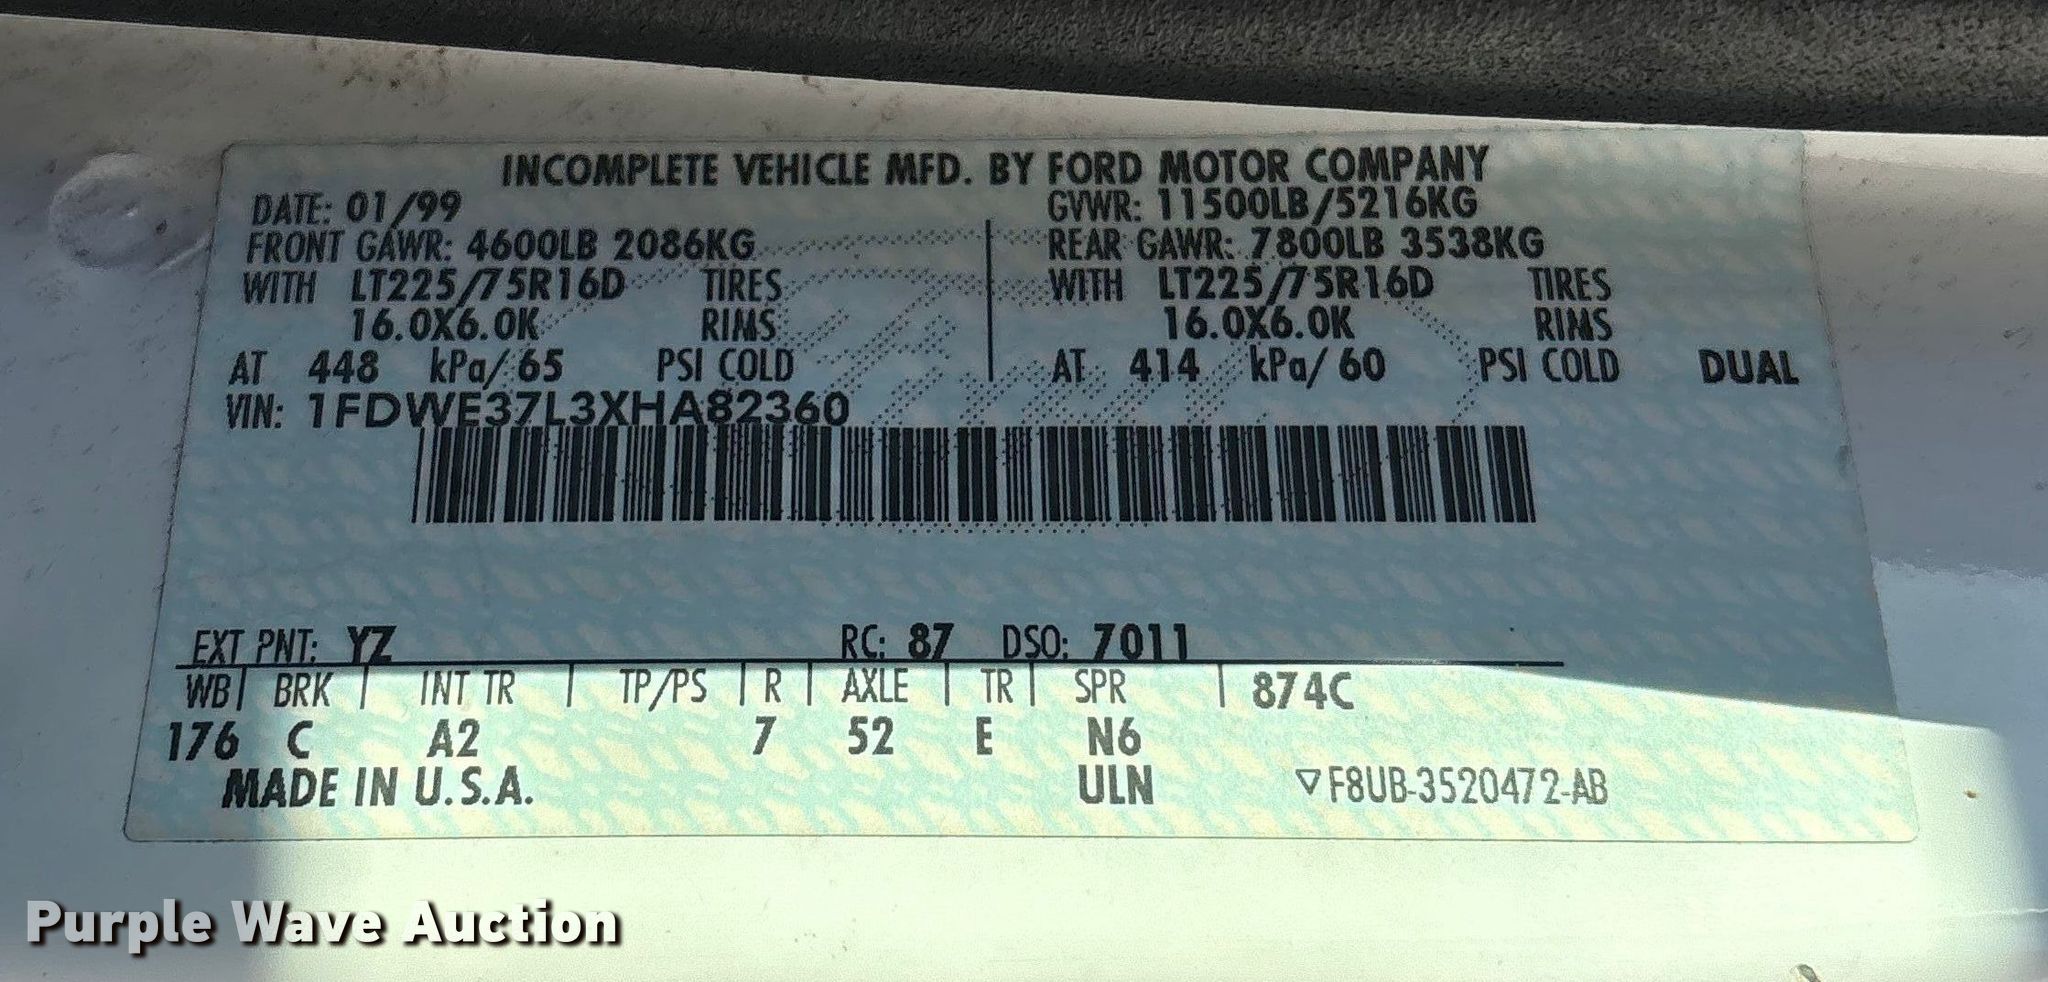 INCOMPLETE VEHICLE MFD. BY FORD MOTOR COMPANY
DATE: 01/99 GVWR: 11500LB/5216KG
FRONT GAWR: 4600LB 2086KG REAR GAWR: 7800LB 3538KG
WITH LT225/75R16D TIRES WITH LT225/75R16D TIRES
16.0X6.0K RIMS 16.0X6.0K RIMS
AT 448 kPa/65 PSI COLD AT 414 kPa/60 PSI COLD DUAL
VIN: 1FDWE37L3XHA82360
EXT PNT: YZ RC: 87 DSO: 7011
WB BRK INT TR TP/PS R AXLE TR SPR 874C
176 C A2 7 52 E N6
MADE IN U.S.A. ULN ▽F8UB-3520472-AB
Purple Wave Auction